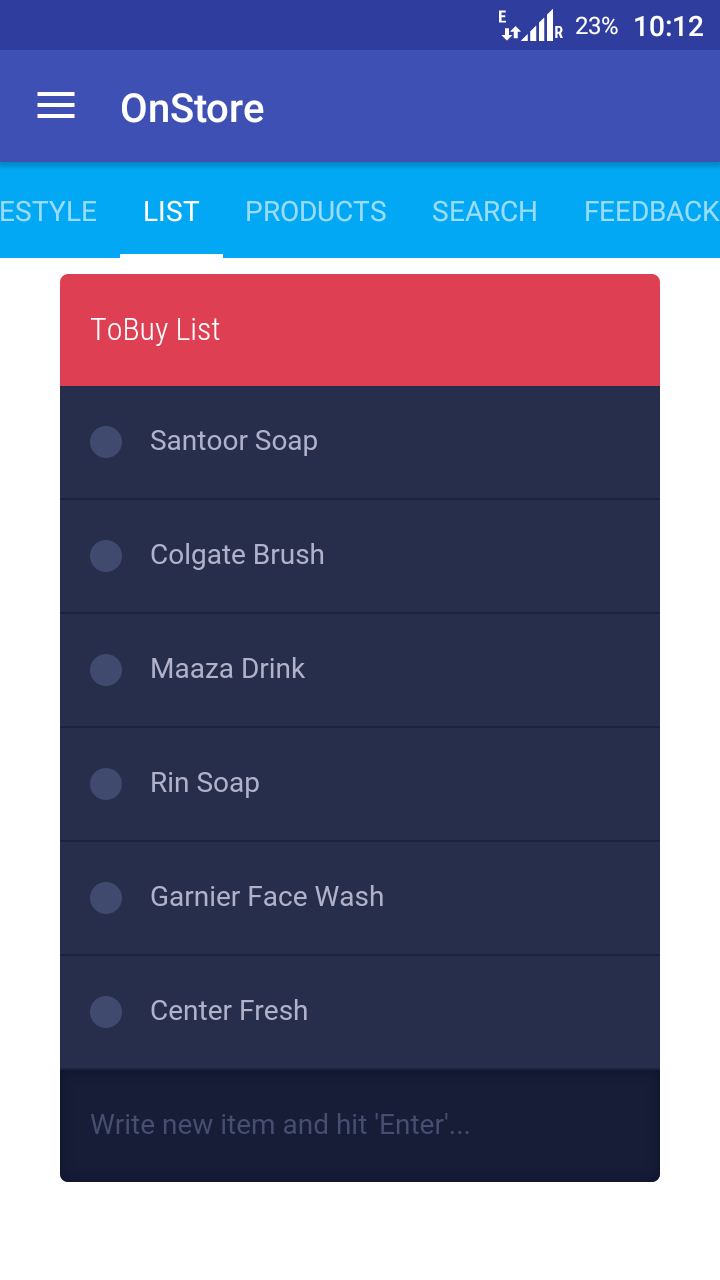 E R 23% 10:12
OnStore
ESTYLE LIST PRODUCTS SEARCH FEEDBACK
ToBuy List
Santoor Soap
Colgate Brush
Maaza Drink
Rin Soap
Garnier Face Wash
Center Fresh
Write new item and hit 'Enter'...